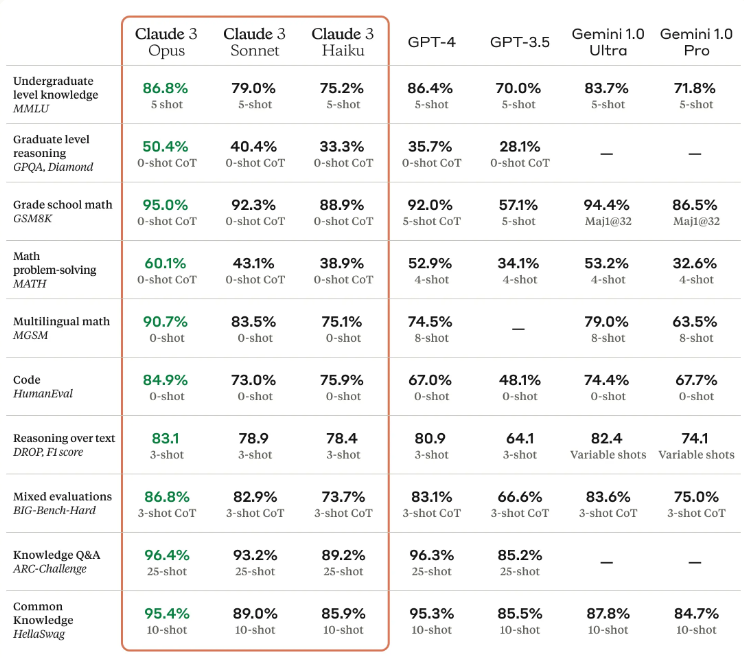 Claude 3 Opus
Claude 3 Sonnet
Claude 3 Haiku
GPT-4
GPT-3.5
Gemini 1.0 Ultra
Gemini 1.0 Pro
Undergraduate
level knowledge
MMLU
86.8% 79.0% 75.2% 86.4% 70.0% 83.7% 71.8%
5 shot 5-shot 5-shot 5-shot 5-shot 5-shot 5-shot
Graduate level
reasoning
GPQA, Diamond
50.4% 40.4% 33.3% 35.7% 28.1% — —
0-shot CoT 0-shot CoT 0-shot CoT 0-shot CoT 0-shot CoT
Grade school math
GSM8K
95.0% 92.3% 88.9% 92.0% 57.1% 94.4% 86.5%
0-shot CoT 0-shot CoT 0-shot CoT 5-shot CoT 5-shot Maj1@32 Maj1@32
Math
problem-solving
MATH
60.1% 43.1% 38.9% 52.9% 34.1% 53.2% 32.6%
0-shot CoT 0-shot CoT 0-shot CoT 4-shot 4-shot 4-shot 4-shot
Multilingual math
MGSM
90.7% 83.5% 75.1% 74.5% — 79.0% 63.5%
0-shot 0-shot 0-shot 8-shot 8-shot 8-shot
Code
HumanEval
84.9% 73.0% 75.9% 67.0% 48.1% 74.4% 67.7%
0-shot 0-shot 0-shot 0-shot 0-shot 0-shot 0-shot
Reasoning over text
DROP, F1 score
83.1 78.9 78.4 80.9 64.1 82.4 74.1
3-shot 3-shot 3-shot 3-shot 3-shot Variable shots Variable shots
Mixed evaluations
BIG-Bench-Hard
86.8% 82.9% 73.7% 83.1% 66.6% 83.6% 75.0%
3-shot CoT 3-shot CoT 3-shot CoT 3-shot CoT 3-shot CoT 3-shot CoT 3-shot CoT
Knowledge Q&A
ARC-Challenge
96.4% 93.2% 89.2% 96.3% 85.2% — —
25-shot 25-shot 25-shot 25-shot 25-shot
Common
Knowledge
HellaSwag
95.4% 89.0% 85.9% 95.3% 85.5% 87.8% 84.7%
10-shot 10-shot 10-shot 10-shot 10-shot 10-shot 10-shot